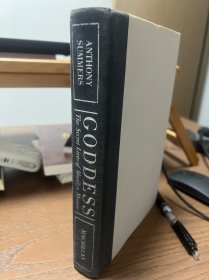 ANTHONY
SUMMERS
GODDESS
The Secret Lives of Marilyn Monroe
MACMILLAN